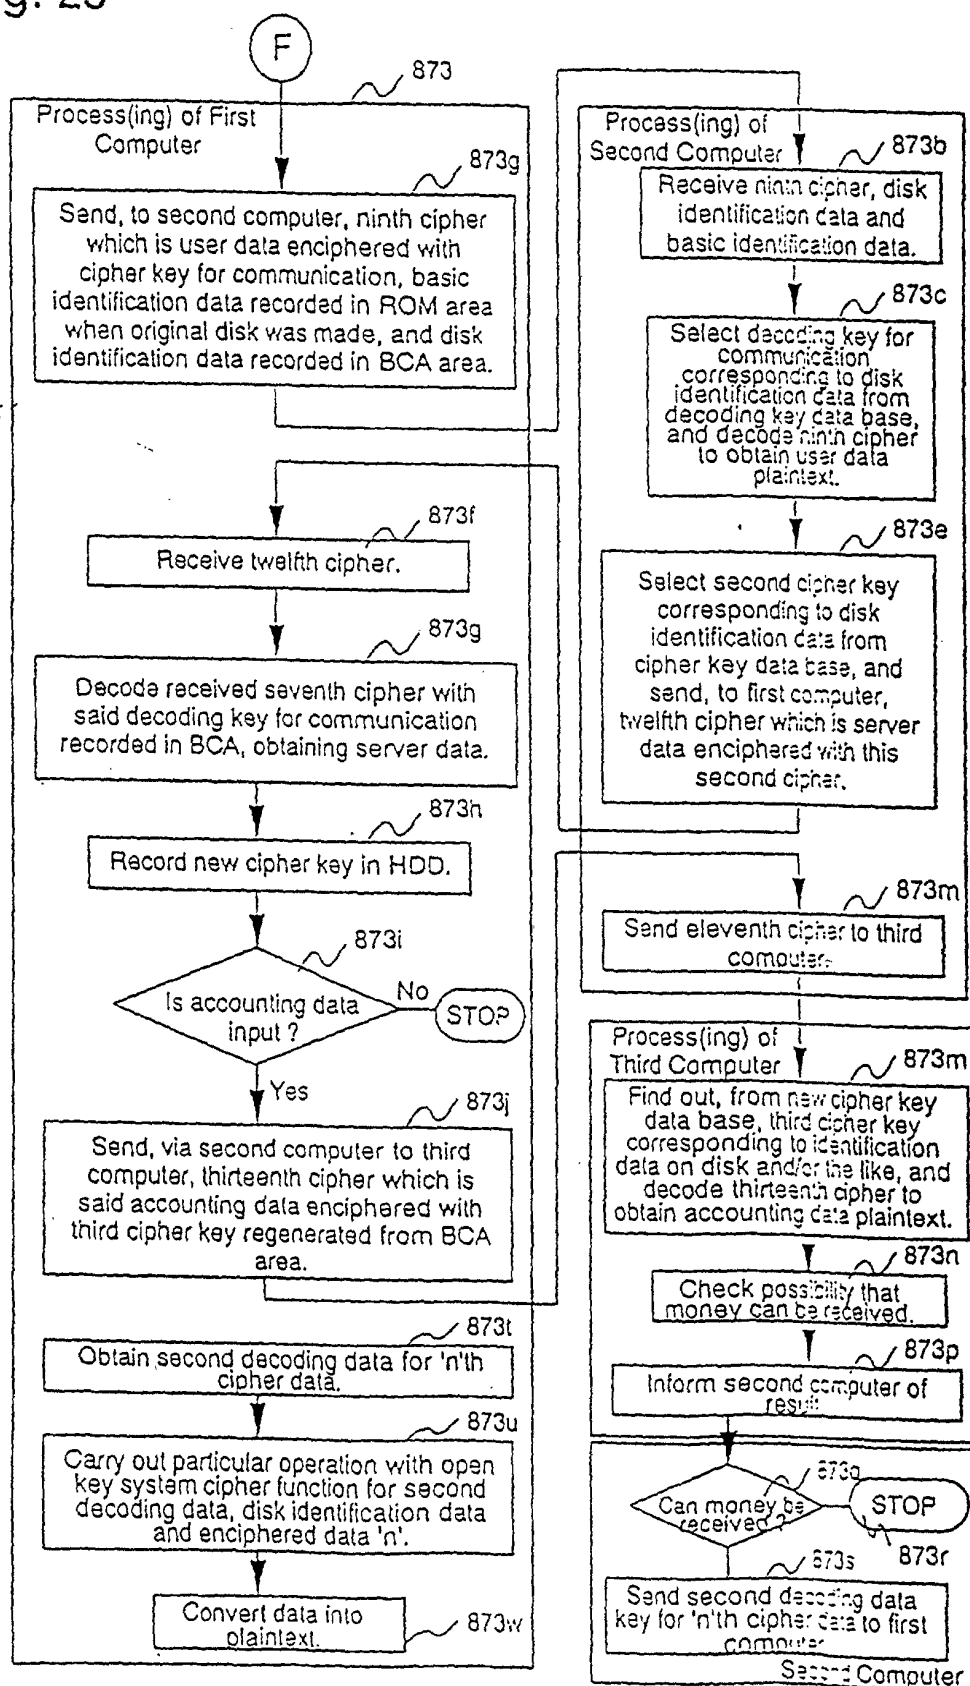 g. 23
F
873
Process(ing) of First
Computer
873g
Send, to second computer, ninth cipher
which is user data enciphered with
cipher key for communication, basic
identification data recorded in ROM area
when original disk was made, and disk
identification data recorded in BCA area.
873f
Receive twelfth cipher.
873g
Decode received seventh cipher with
said decoding key for communication
recorded in BCA, obtaining server data.
873h
Record new cipher key in HDD.
873i
Is accounting data
input ?
No
STOP
Yes
873j
Send, via second computer to third
computer, thirteenth cipher which is
said accounting data enciphered with
third cipher key regenerated from BCA
area.
873t
Obtain second decoding data for 'n'th
cipher data.
873u
Carry out particular operation with open
key system cipher function for second
decoding data, disk identification data
and enciphered data 'n'.
Convert data into
plaintext.
873w
Process(ing) of
Second Computer
873b
Receive ninth cipher, disk
identification data and
basic identification data.
873c
Select decoding key for
communication
corresponding to disk
identification data from
decoding key data base,
and decode ninth cipher
to obtain user data
plaintext.
873e
Select second cipher key
corresponding to disk
identification data from
cipher key data base, and
send, to first computer,
twelfth cipher which is server
data enciphered with this
second cipher.
873m
Send eleventh cipher to third
computer.
Process(ing) of
Third Computer
873m
Find out, from new cipher key
data base, third cipher key
corresponding to identification
data on disk and/or the like, and
decode thirteenth cipher to
obtain accounting data plaintext.
873n
Check possibility that
money can be received.
873p
Inform second computer of
result
873q
Can money be
received ?
STOP
873r
873s
Send second decoding data
key for 'n'th cipher data to first
computer
Second Computer